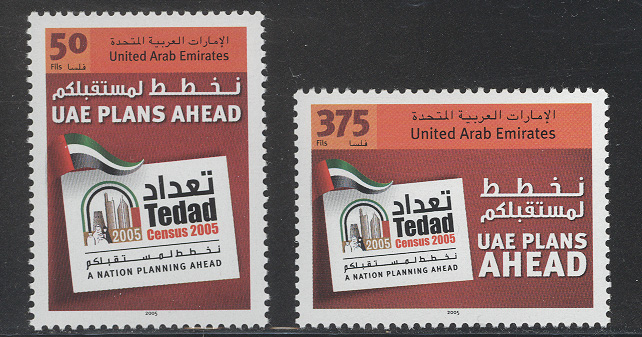 50
Fils فلسا
الإمارات العربية المتحدة
United Arab Emirates
نخطط لمستقبلكم
UAE PLANS AHEAD
تعداد
Tedad
2005 Census 2005
نخطط لمستقبلكم
A NATION PLANNING AHEAD
2005
375
Fils فلسا
الإمارات العربية المتحدة
United Arab Emirates
نخطط
لمستقبلكم
UAE PLANS
AHEAD
تعداد
Tedad
2005 Census 2005
نخطط لمستقبلكم
A NATION PLANNING AHEAD
2005